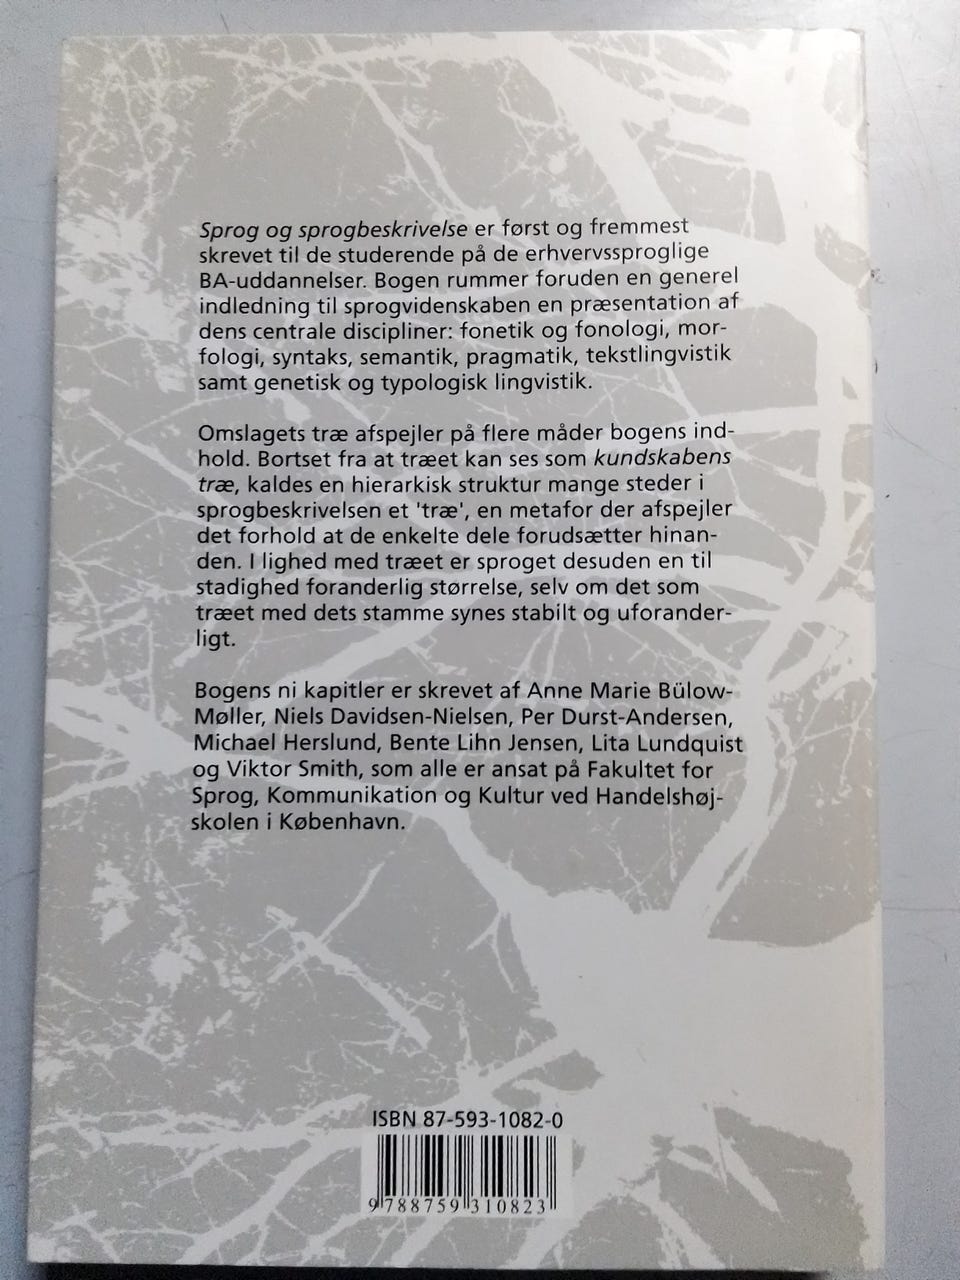 Sprog og sprogbeskrivelse er først og fremmest
skrevet til de studerende på de erhvervssproglige
BA-uddannelser. Bogen rummer foruden en generel
indledning til sprogvidenskaben en præsentation af
dens centrale discipliner: fonetik og fonologi, mor-
fologi, syntaks, semantik, pragmatik, tekstlingvistik
samt genetisk og typologisk lingvistik.
Omslagets træ afspejler på flere måder bogens ind-
hold. Bortset fra at træet kan ses som kundskabens
træ, kaldes en hierarkisk struktur mange steder i
sprogbeskrivelsen et 'træ', en metafor der afspejler
det forhold at de enkelte dele forudsætter hinan-
den. I lighed med træet er sproget desuden en til
stadighed foranderlig størrelse, selv om det som
træet med dets stamme synes stabilt og uforander-
ligt.
Bogens ni kapitler er skrevet af Anne Marie Bülow-
Møller, Niels Davidsen-Nielsen, Per Durst-Andersen,
Michael Herslund, Bente Lihn Jensen, Lita Lundquist
og Viktor Smith, som alle er ansat på Fakultet for
Sprog, Kommunikation og Kultur ved Handelshøj-
skolen i København.
ISBN 87-593-1082-0
9 788759 310823